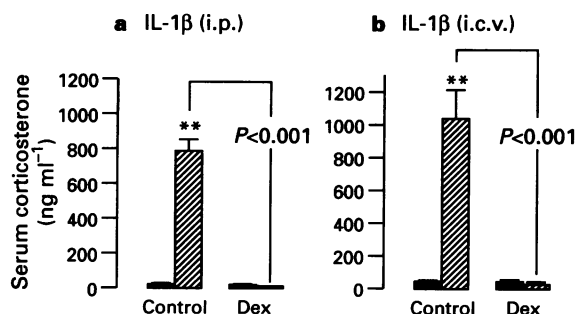 a IL-1β (i.p.)
b IL-1β (i.c.v.)
Serum corticosterone
(ng ml⁻¹)
1200
1000
800
600
400
200
0
**
P<0.001
Control
Dex
1200
1000
800
600
400
200
0
**
P<0.001
Control
Dex